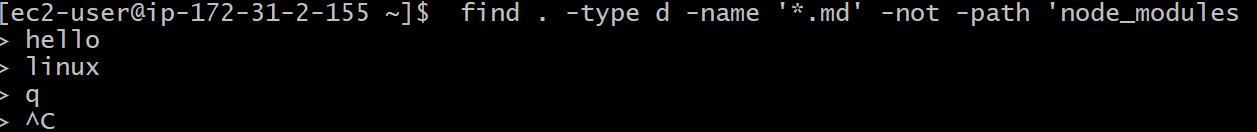 [ec2-user@ip-172-31-2-155 ~]$  find . -type d -name '*.md' -not -path 'node_modules
> hello
> linux
> q
> ^C